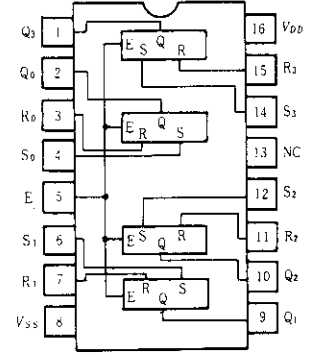 Q3 1 16 VDD
Q0 2 15 R3
R0 3 14 S3
S0 4 13 NC
E 5 12 S2
S1 6 11 R2
R1 7 10 Q2
VSS 8 9 Q1
E S Q R
E R Q S
E S Q R
E R Q S